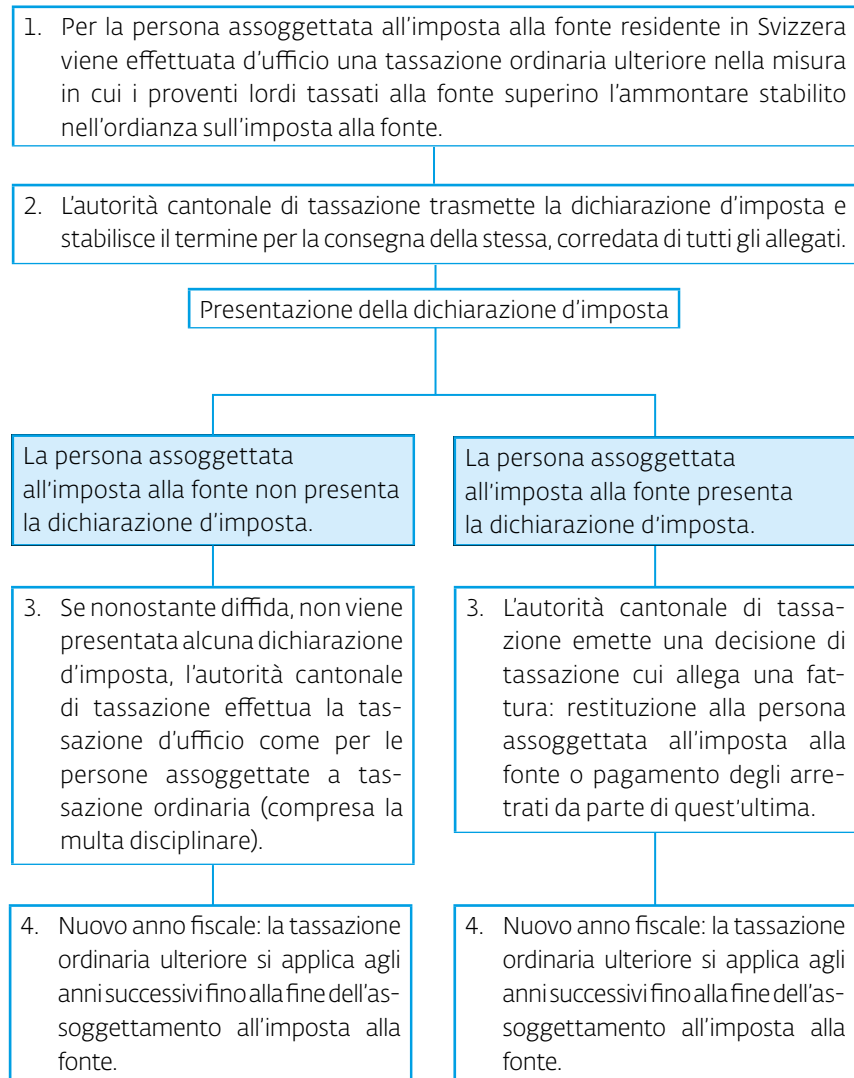 1. Per la persona assoggettata all'imposta alla fonte residente in Svizzera
viene effettuata d'ufficio una tassazione ordinaria ulteriore nella misura
in cui i proventi lordi tassati alla fonte superino l'ammontare stabilito
nell'ordianza sull'imposta alla fonte.
2. L'autorità cantonale di tassazione trasmette la dichiarazione d'imposta e
stabilisce il termine per la consegna della stessa, corredata di tutti gli allegati.
Presentazione della dichiarazione d'imposta
La persona assoggettata
all'imposta alla fonte non presenta
la dichiarazione d'imposta.
3. Se nonostante diffida, non viene
presentata alcuna dichiarazione
d'imposta, l'autorità cantonale
di tassazione effettua la tas-
sazione d'ufficio come per le
persone assoggettate a tas-
sazione ordinaria (compresa la
multa disciplinare).
4. Nuovo anno fiscale: la tassazione
ordinaria ulteriore si applica agli
anni successivi fino alla fine dell'as-
soggettamento all'imposta alla
fonte.
La persona assoggettata
all'imposta alla fonte presenta
la dichiarazione d'imposta.
3. L'autorità cantonale di tassa-
zione emette una decisione di
tassazione cui allega una fat-
tura: restituzione alla persona
assoggettata all'imposta alla
fonte o pagamento degli arre-
trati da parte di quest'ultima.
4. Nuovo anno fiscale: la tassazione
ordinaria ulteriore si applica agli
anni successivi fino alla fine dell'as-
soggettamento all'imposta alla
fonte.